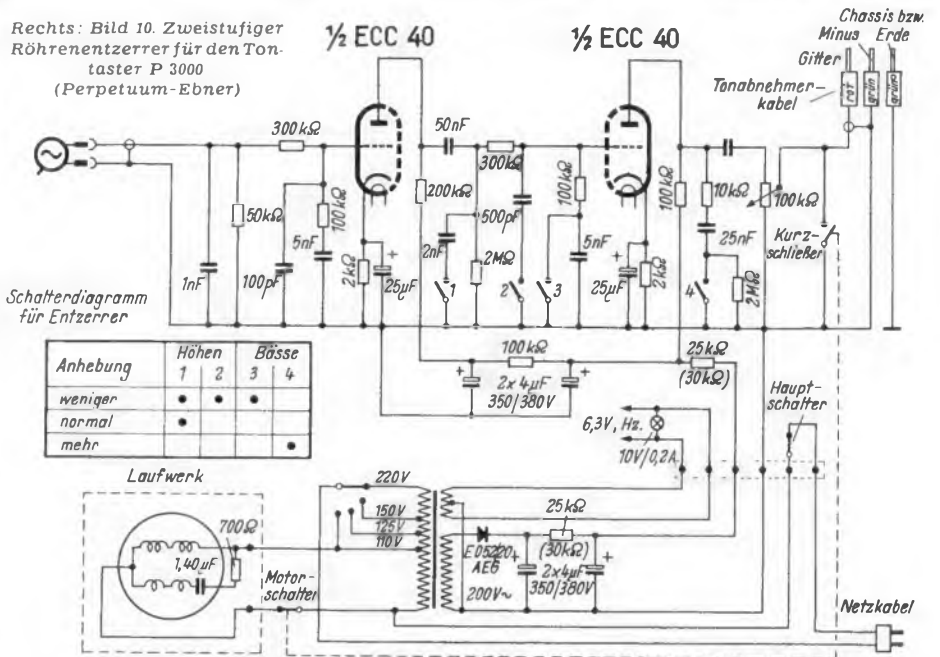 Rechts: Bild 10. Zweistufiger
Röhrenentzerrer für den Ton-
taster P 3000
(Perpetuum-Ebner)
½ ECC 40
½ ECC 40
Chassis bzw.
Minus Erde
Gitter
Tonabnehmer-
kabel
rot
grün
300kΩ
50nF
300kΩ
50kΩ
100kΩ
200kΩ
100kΩ
100kΩ
10kΩ
100kΩ
1nF
100pF
5nF
2kΩ
25µF
2nF
1
2MΩ
500pF
2
3
5nF
25µF
2kΩ
25nF
4
2MΩ
Kurz-
schließer
Schalterdiagramm
für Entzerrer
Anhebung Höhen Bässe
1 2 3 4
weniger
normal
mehr
100kΩ
2x4µF
350/380V
25kΩ
(30kΩ)
6,3V, Hz.
10V/0,2A
Haupt-
schalter
Laufwerk
700Ω
1,40µF
Motor-
schalter
220V
150V
125V
110V
E05220
AEG
200V~
25kΩ
(30kΩ)
2x4µF
350/380V
Netzkabel